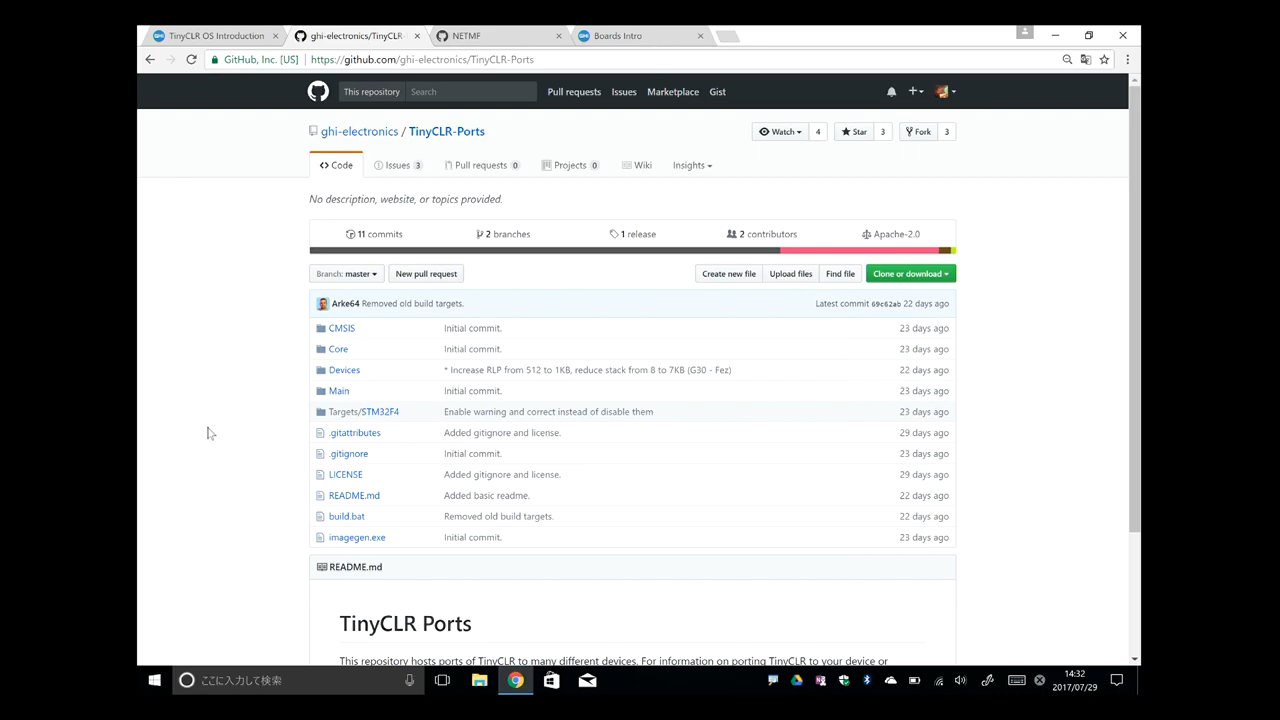 TinyCLR OS Introduction
ghi-electronics/TinyCLR-
NETMF
Boards Intro
GitHub, Inc. [US] https://github.com/ghi-electronics/TinyCLR-Ports
This repository Search Pull requests Issues Marketplace Gist
ghi-electronics / TinyCLR-Ports Watch 4 Star 3 Fork 3
Code Issues 3 Pull requests 0 Projects 0 Wiki Insights
No description, website, or topics provided.
11 commits 2 branches 1 release 2 contributors Apache-2.0
Branch: master New pull request Create new file Upload files Find file Clone or download
Arke64 Removed old build targets. Latest commit 69c62ab 22 days ago
CMSIS Initial commit. 23 days ago
Core Initial commit. 23 days ago
Devices * Increase RLP from 512 to 1KB, reduce stack from 8 to 7KB (G30 - Fez) 22 days ago
Main Initial commit. 23 days ago
Targets/STM32F4 Enable warning and correct instead of disable them 23 days ago
.gitattributes Added gitignore and license. 29 days ago
.gitignore Initial commit. 23 days ago
LICENSE Added gitignore and license. 29 days ago
README.md Added basic readme. 22 days ago
build.bat Removed old build targets. 22 days ago
imagegen.exe Initial commit. 23 days ago
README.md
TinyCLR Ports
This repository hosts ports of TinyCLR to many different devices. For information on porting TinyCLR to your device or
ここに入力して検索
14:32
2017/07/29